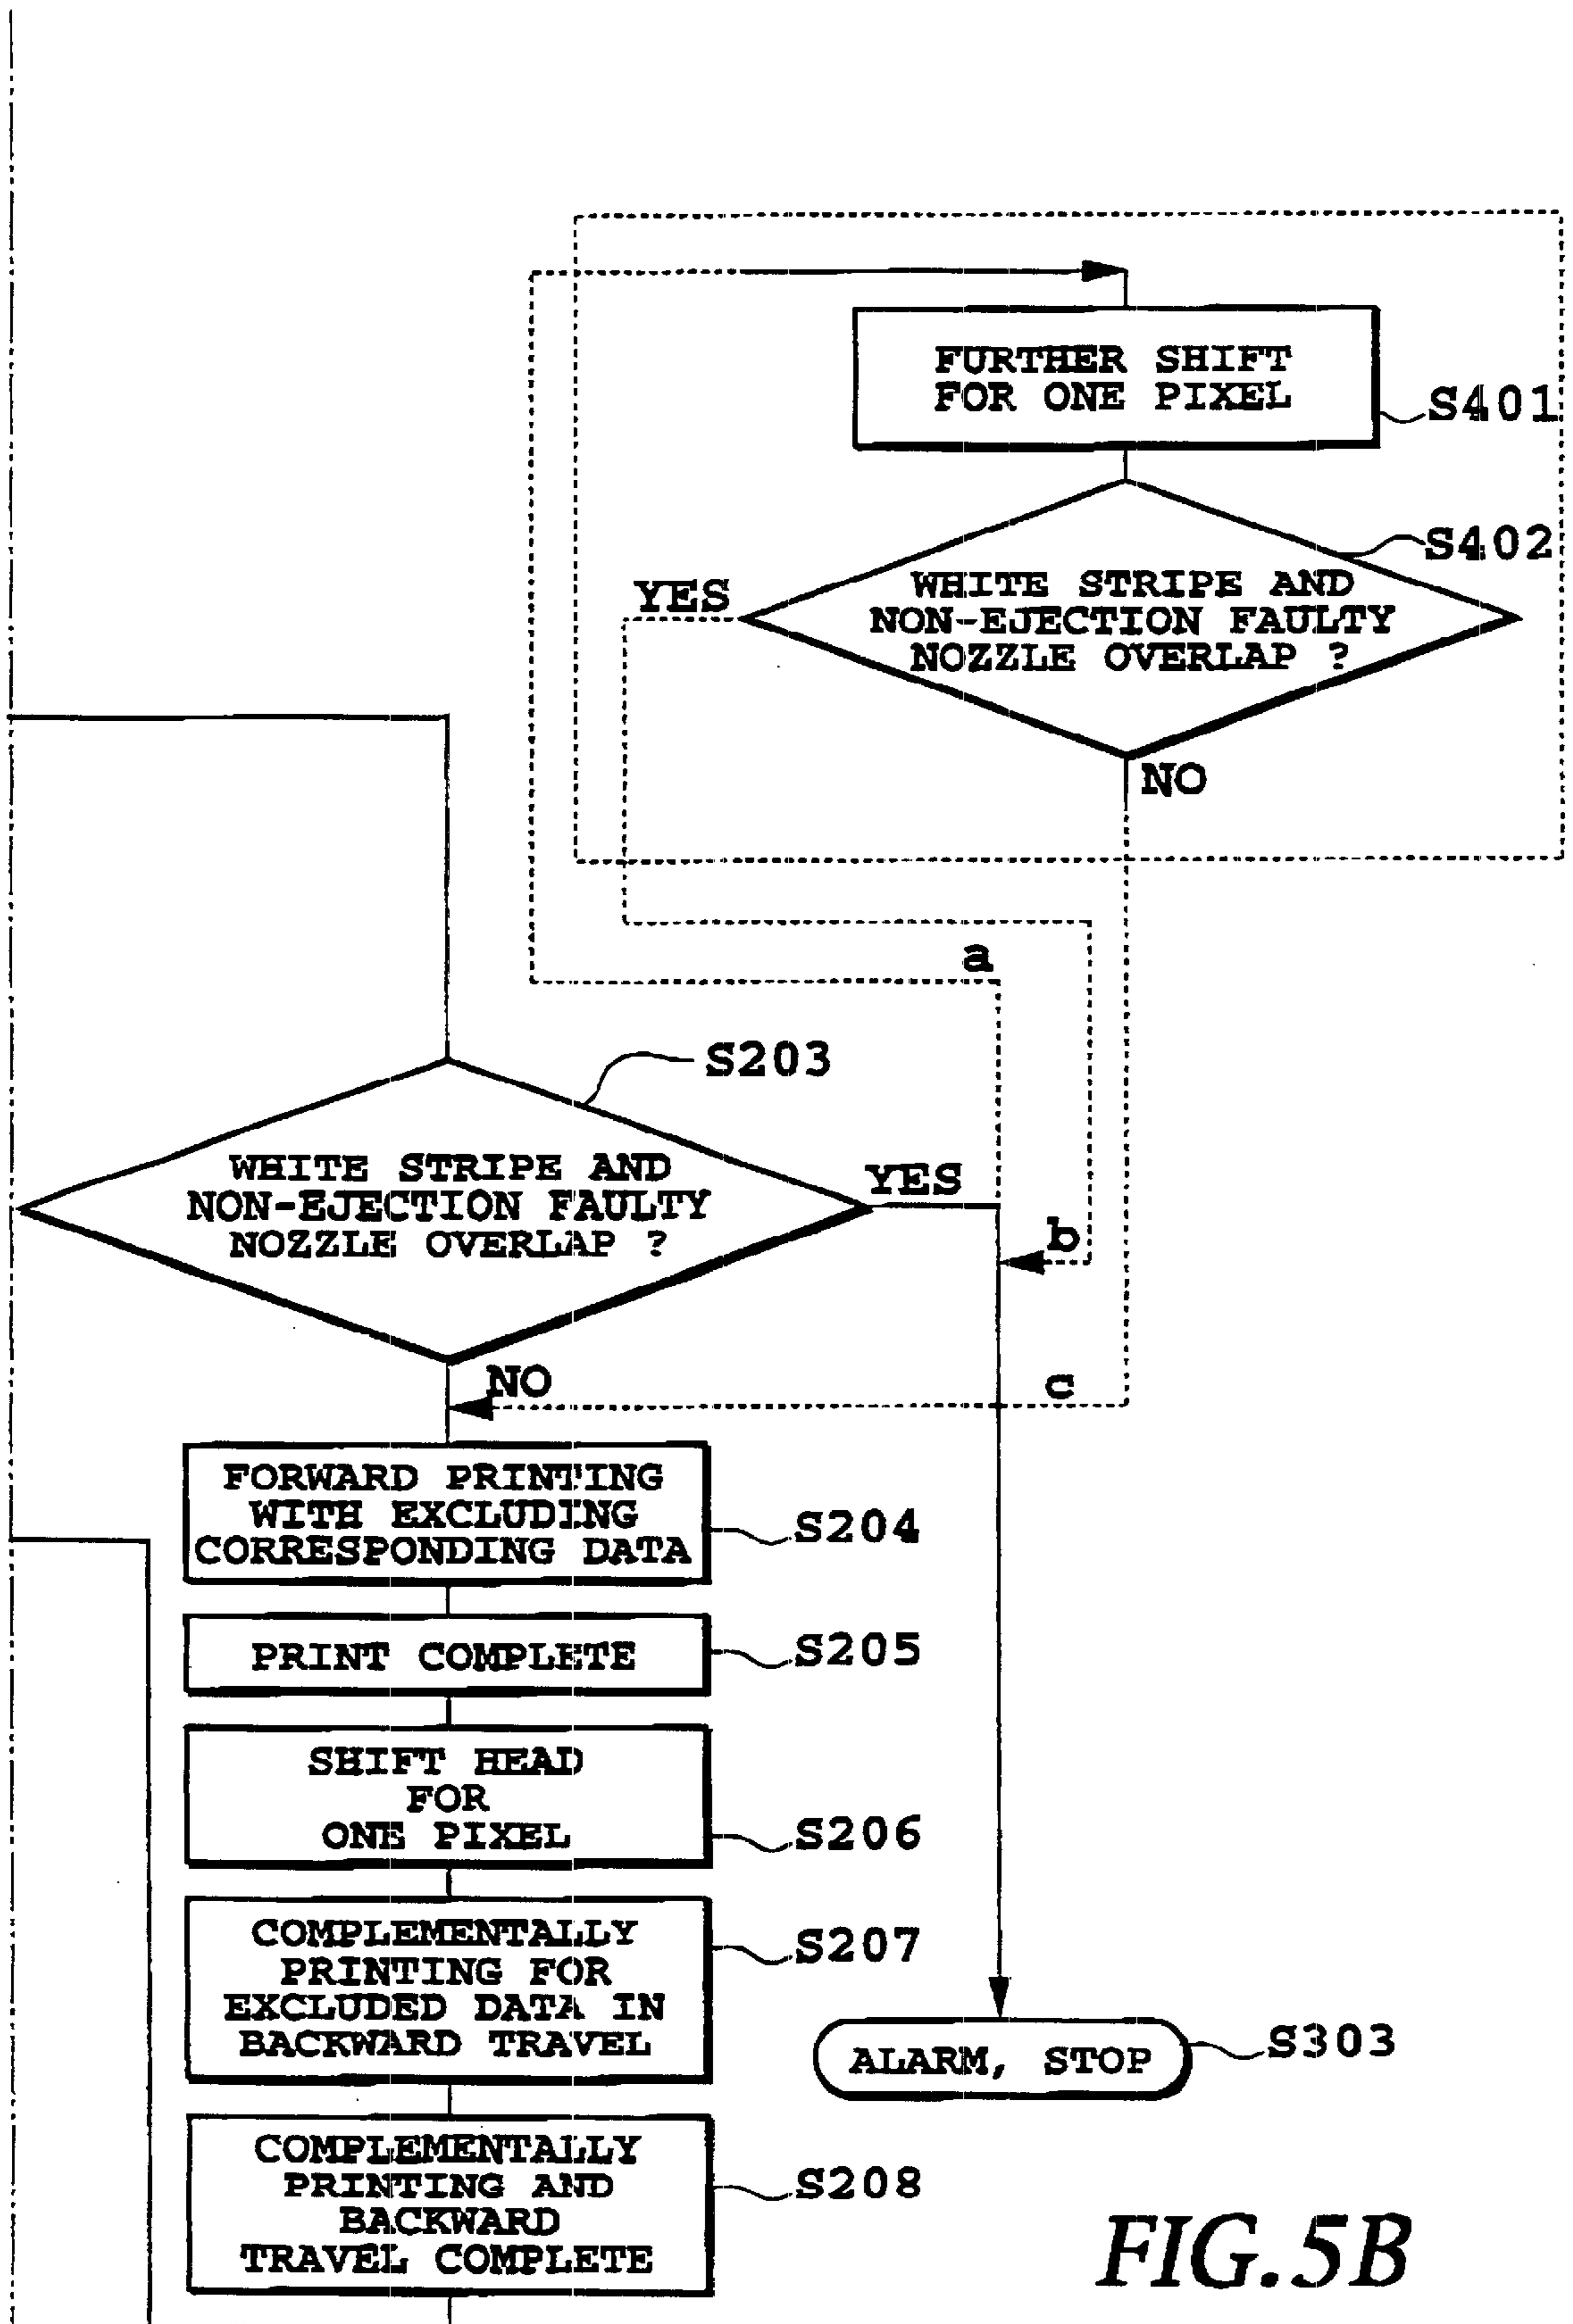 FURTHER SHIFT
FOR ONE PIXEL
S401
S402
YES
WHITE STRIPE AND
NON-EJECTION FAULTY
NOZZLE OVERLAP ?
NO
a
S203
WHITE STRIPE AND
NON-EJECTION FAULTY
NOZZLE OVERLAP ?
YES
b
NO
c
FORWARD PRINTING
WITH EXCLUDING
CORRESPONDING DATA
S204
PRINT COMPLETE
S205
SHIFT HEAD
FOR
ONE PIXEL
S206
COMPLEMENTALLY
PRINTING FOR
EXCLUDED DATA IN
BACKWARD TRAVEL
S207
ALARM, STOP
S303
COMPLEMENTALLY
PRINTING AND
BACKWARD
TRAVEL COMPLETE
S208
FIG.5B